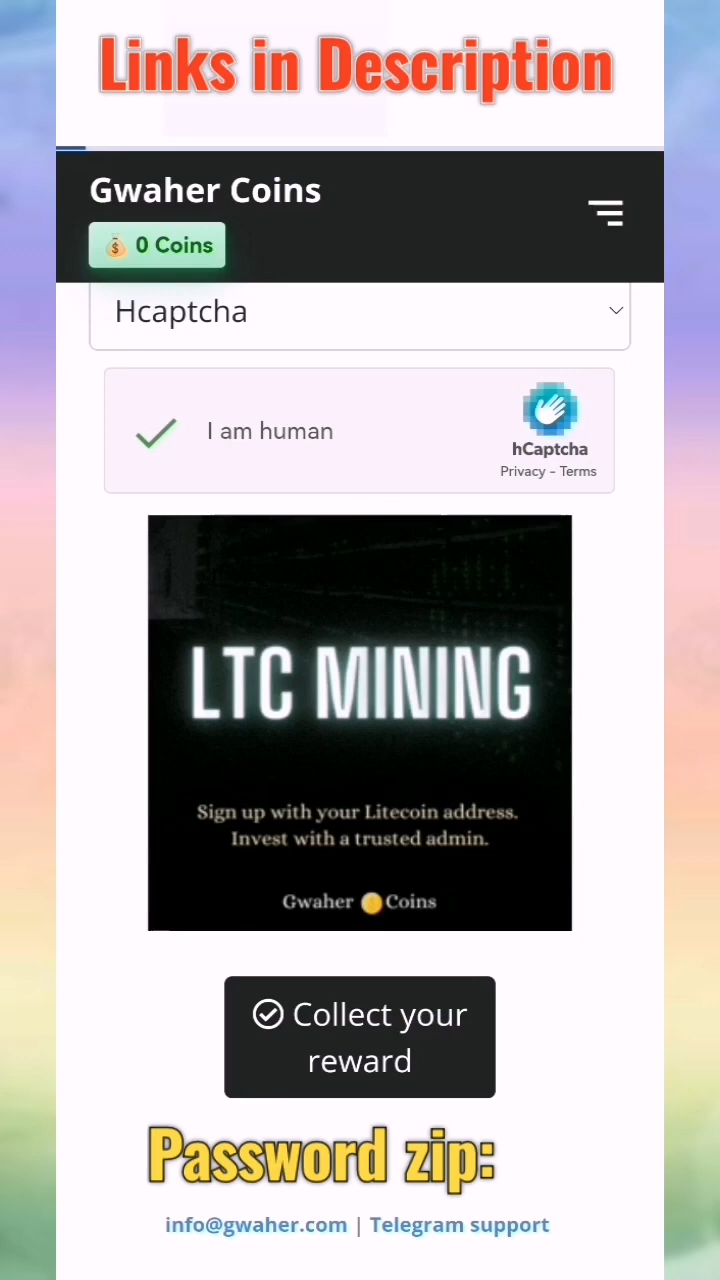 Links in Description
Gwaher Coins
💰 0 Coins
Hcaptcha
I am human
hCaptcha
Privacy - Terms
LTC MINING
Sign up with your Litecoin address.
Invest with a trusted admin.
Gwaher Coins
Collect your
reward
Password zip:
info@gwaher.com | Telegram support